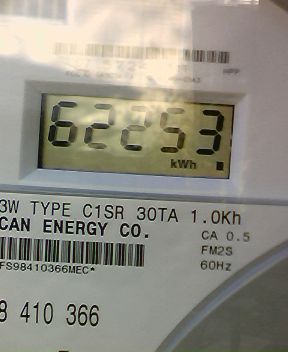 62253
kWh
3W TYPE C1SR 30TA 1.0Kh
CAN ENERGY CO.
CA 0.5
FM2S
60Hz
FS98410366MEC*
8 410 366